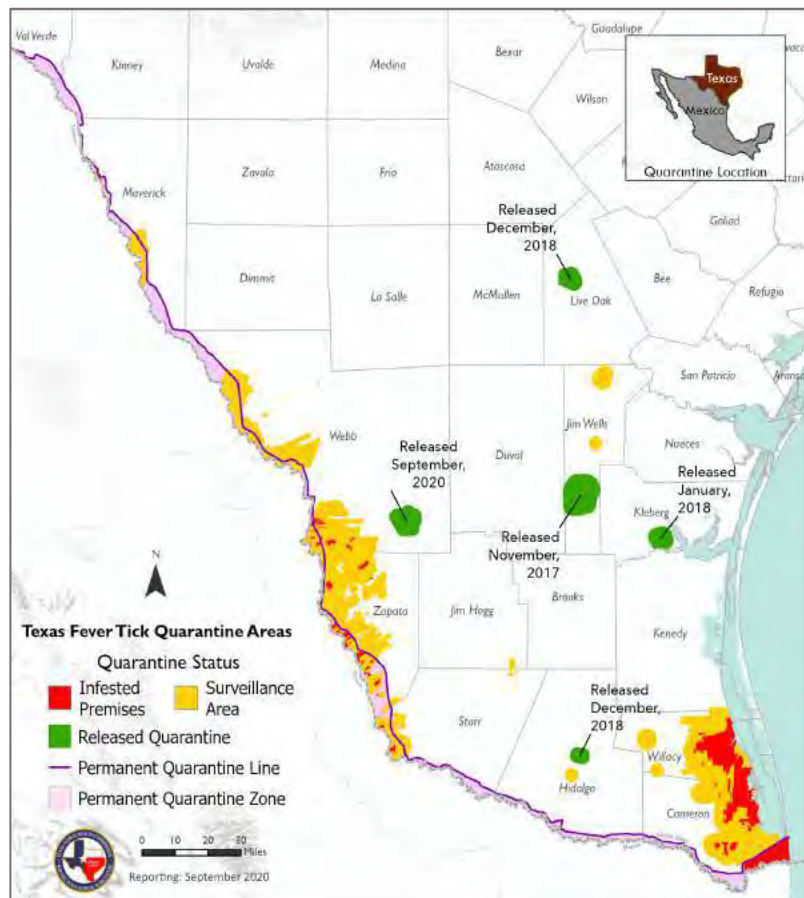 Val Verde
Kinney
Uvalde
Medina
Bexar
Guadalupe
Wilson
Texas
Mexico
Quarantine Location
Maverick
Zavala
Frio
Atascosa
Goliad
Released
December,
2018
Dimmit
La Salle
McMullen
Live Oak
Bee
Refugio
San Patricio
Webb
Duval
Jim Wells
Nueces
Released
September,
2020
Released
January,
2018
Kleberg
Released
November,
2017
N
Zapata
Jim Hogg
Brooks
Kenedy
Texas Fever Tick Quarantine Areas
Quarantine Status
Infested
Premises
Surveillance
Area
Released Quarantine
Permanent Quarantine Line
Permanent Quarantine Zone
Starr
Released
December,
2018
Hidalgo
Willacy
Cameron
0 10 20 30
Miles
Reporting: September 2020